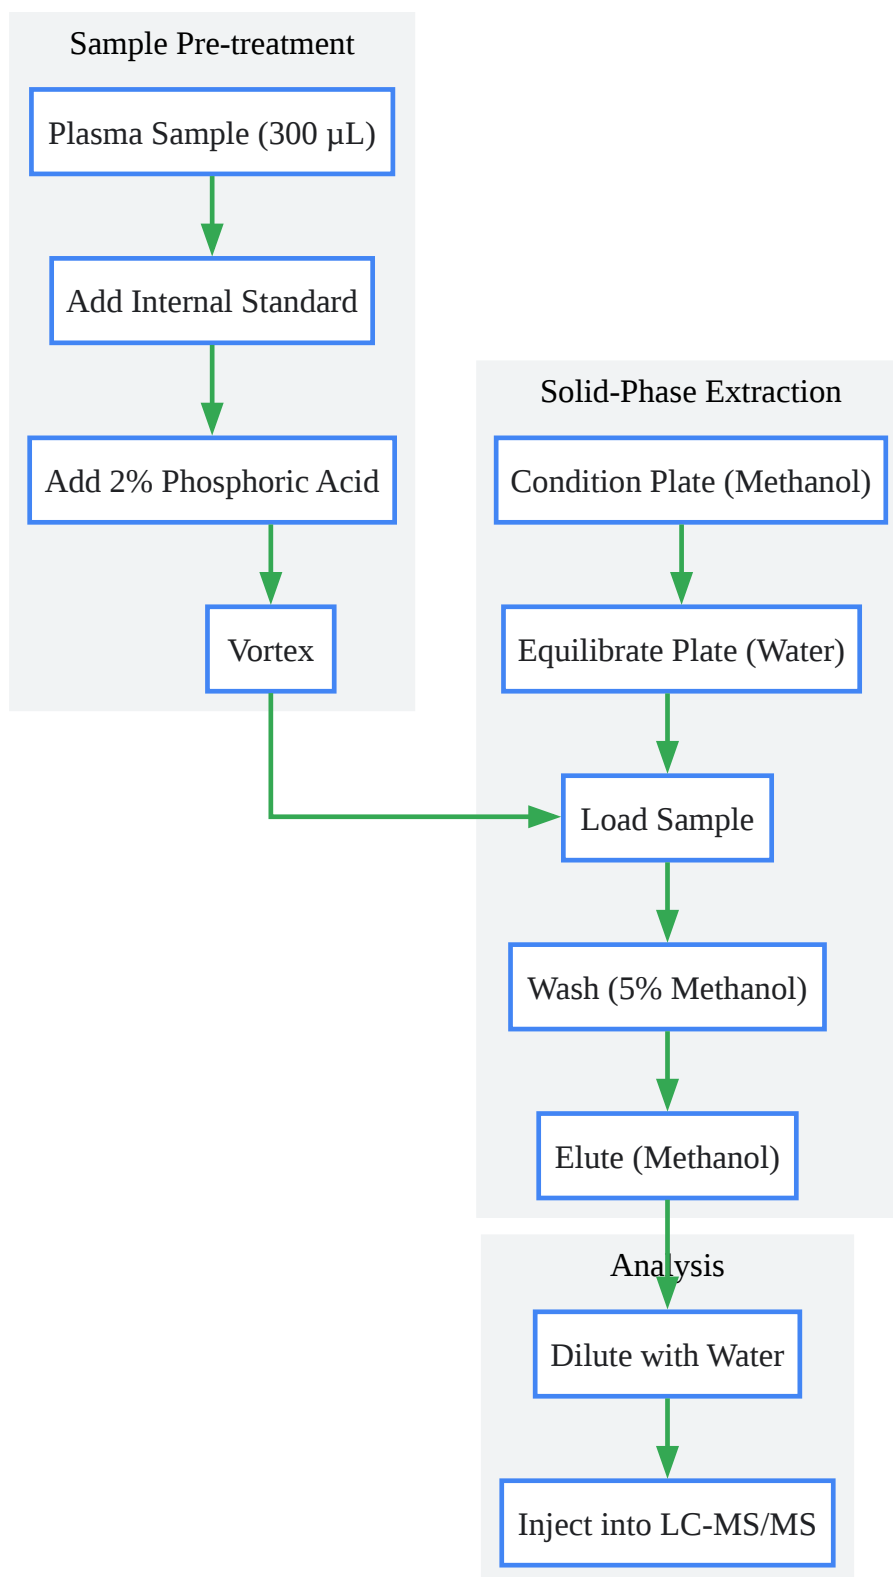 Sample Pre-treatment
Plasma Sample (300 µL)
Add Internal Standard
Add 2% Phosphoric Acid
Vortex
Solid-Phase Extraction
Condition Plate (Methanol)
Equilibrate Plate (Water)
Load Sample
Wash (5% Methanol)
Elute (Methanol)
Analysis
Dilute with Water
Inject into LC-MS/MS